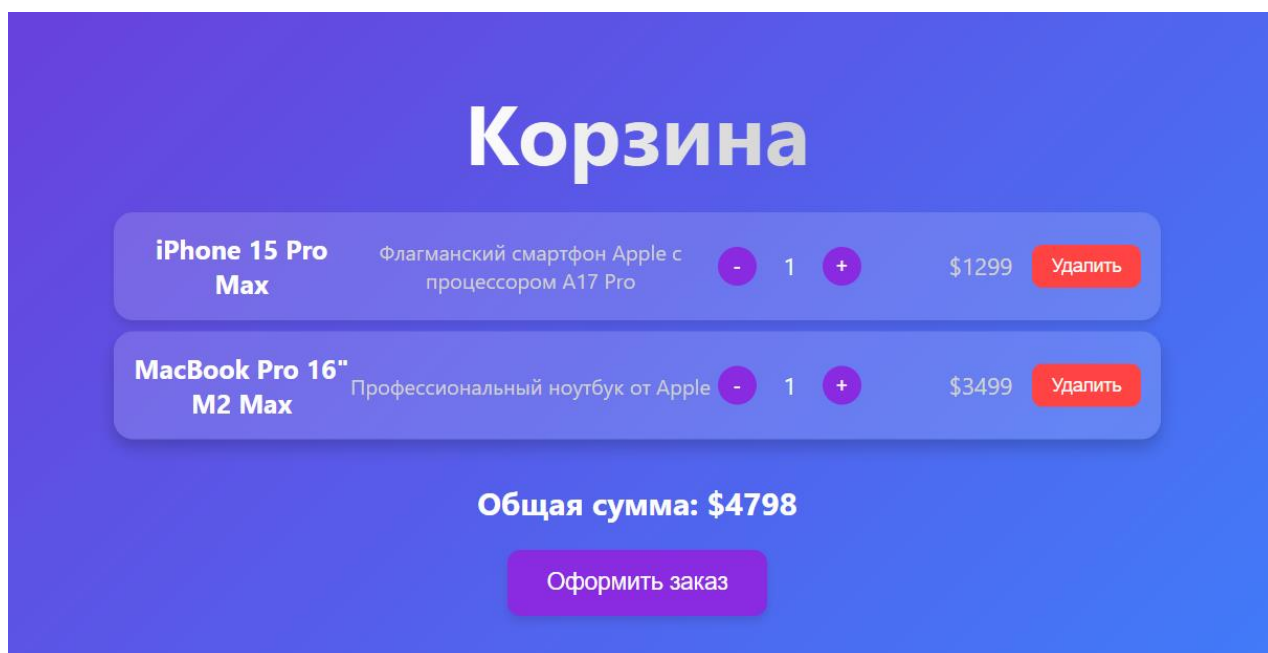 Корзина
iPhone 15 Pro
Max
Флагманский смартфон Apple с
процессором A17 Pro
- 1 +
$1299
Удалить
MacBook Pro 16"
M2 Max
Профессиональный ноутбук от Apple
- 1 +
$3499
Удалить
Общая сумма: $4798
Оформить заказ